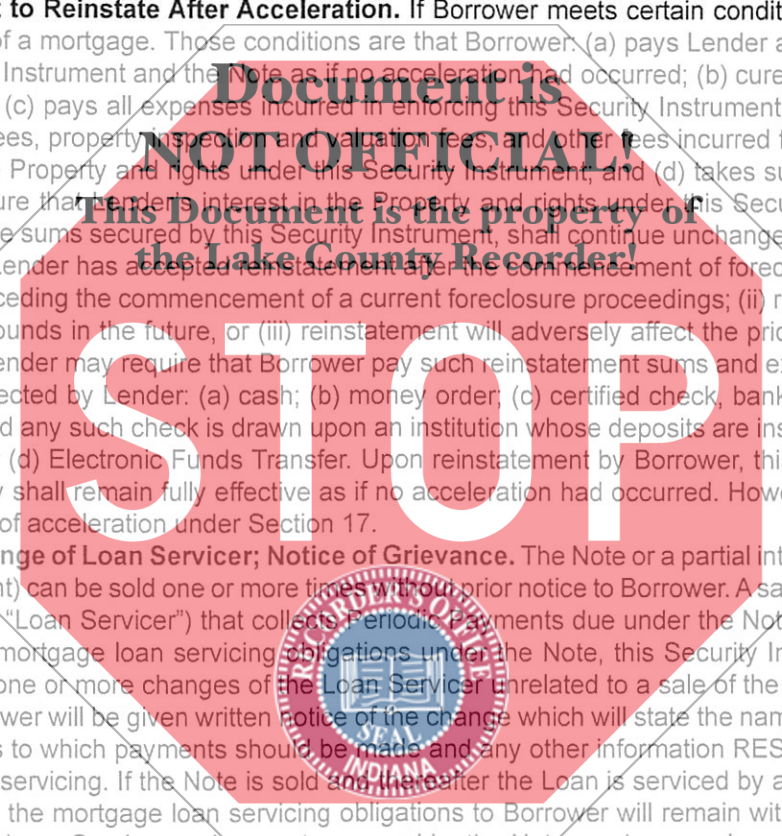 to Reinstate After Acceleration. If Borrower meets certain condit
of a mortgage. Those conditions are that Borrower: (a) pays Lender
Instrument and the Note as if no acceleration had occurred; (b) cure
(c) pays all expenses incurred in enforcing this Security Instrument
ees, property inspection and valuation fees, and other fees incurred
Property and rights under this Security Instrument; and (d) takes su
ure that Lender's interest in the Property and rights under this Secu
e sums secured by this Security Instrument, shall continue unchange
Lender has accepted reinstatement after the commencement of forec
ceding the commencement of a current foreclosure proceedings; (ii)
ounds in the future, or (iii) reinstatement will adversely affect the prio
ender may require that Borrower pay such reinstatement sums and e
ected by Lender: (a) cash; (b) money order; (c) certified check, bank
d any such check is drawn upon an institution whose deposits are ins
(d) Electronic Funds Transfer. Upon reinstatement by Borrower, thi
shall remain fully effective as if no acceleration had occurred. Howe
of acceleration under Section 17.
nge of Loan Servicer; Notice of Grievance. The Note or a partial int
nt) can be sold one or more times without prior notice to Borrower. A sa
"Loan Servicer") that collects Periodic Payments due under the Not
mortgage loan servicing obligations under the Note, this Security In
one or more changes of the Loan Servicer unrelated to a sale of the
wer will be given written notice of the change which will state the nam
s to which payments should be made and any other information RES
servicing. If the Note is sold and thereafter the Loan is serviced by a
the mortgage loan servicing obligations to Borrower will remain wit
Document is
NOT OFFICIAL!
This Document is the property of
the Lake County Recorder!
STOP
RECORDER'S OFFICE
SEAL
INDIANA